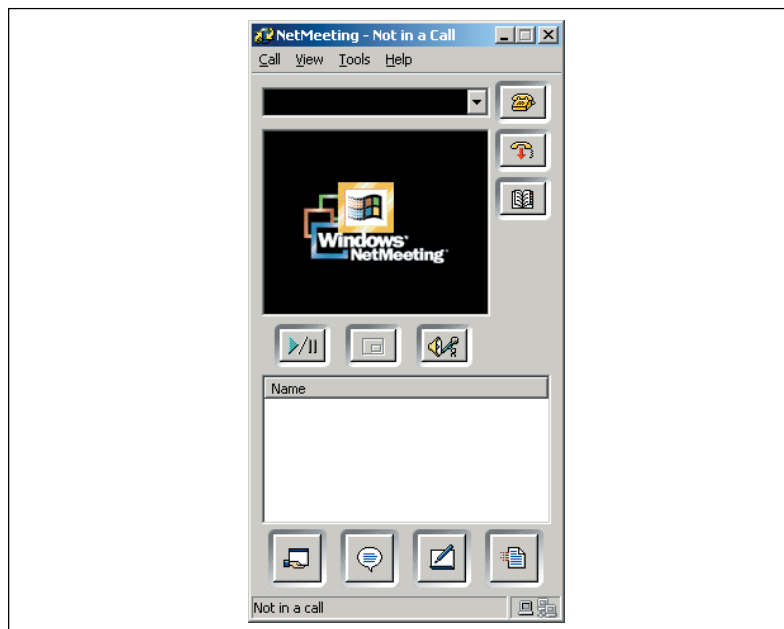 NetMeeting - Not in a Call
Call View Tools Help
Windows
NetMeeting
Name
Not in a call